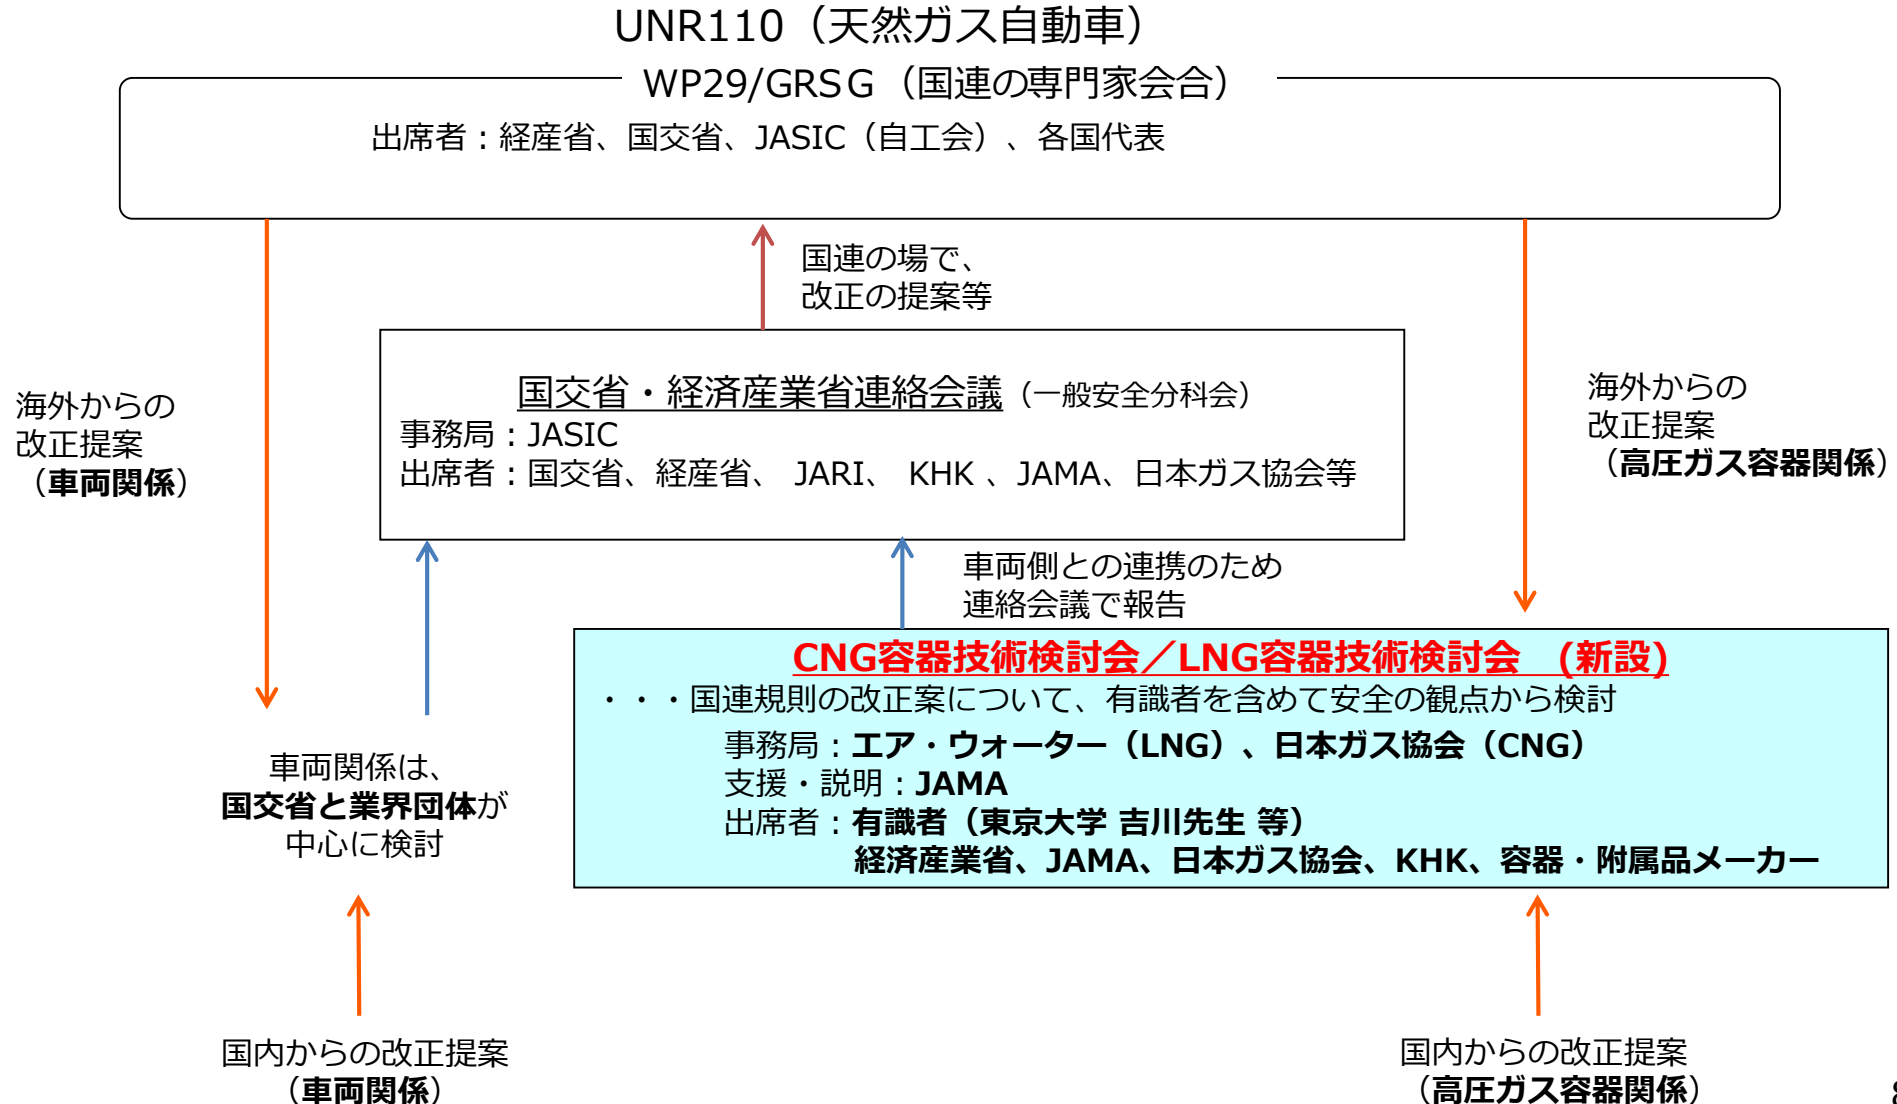 UNR110（天然ガス自動車）
WP29/GRSG（国連の専門家会合）
出席者：経産省、国交省、JASIC（自工会）、各国代表
国連の場で、
改正の提案等
海外からの
改正提案
（車両関係）
国交省・経済産業省連絡会議（一般安全分科会）
事務局：JASIC
出席者：国交省、経産省、 JARI、 KHK 、JAMA、日本ガス協会等
海外からの
改正提案
（高圧ガス容器関係）
車両側との連携のため
連絡会議で報告
CNG容器技術検討会／LNG容器技術検討会　(新設)
・・・国連規則の改正案について、有識者を含めて安全の観点から検討
事務局：エア・ウォーター（LNG）、日本ガス協会（CNG）
支援・説明：JAMA
出席者：有識者（東京大学 吉川先生 等）
経済産業省、JAMA、日本ガス協会、KHK、容器・附属品メーカー
車両関係は、
国交省と業界団体が
中心に検討
国内からの改正提案
（車両関係）
国内からの改正提案
（高圧ガス容器関係）